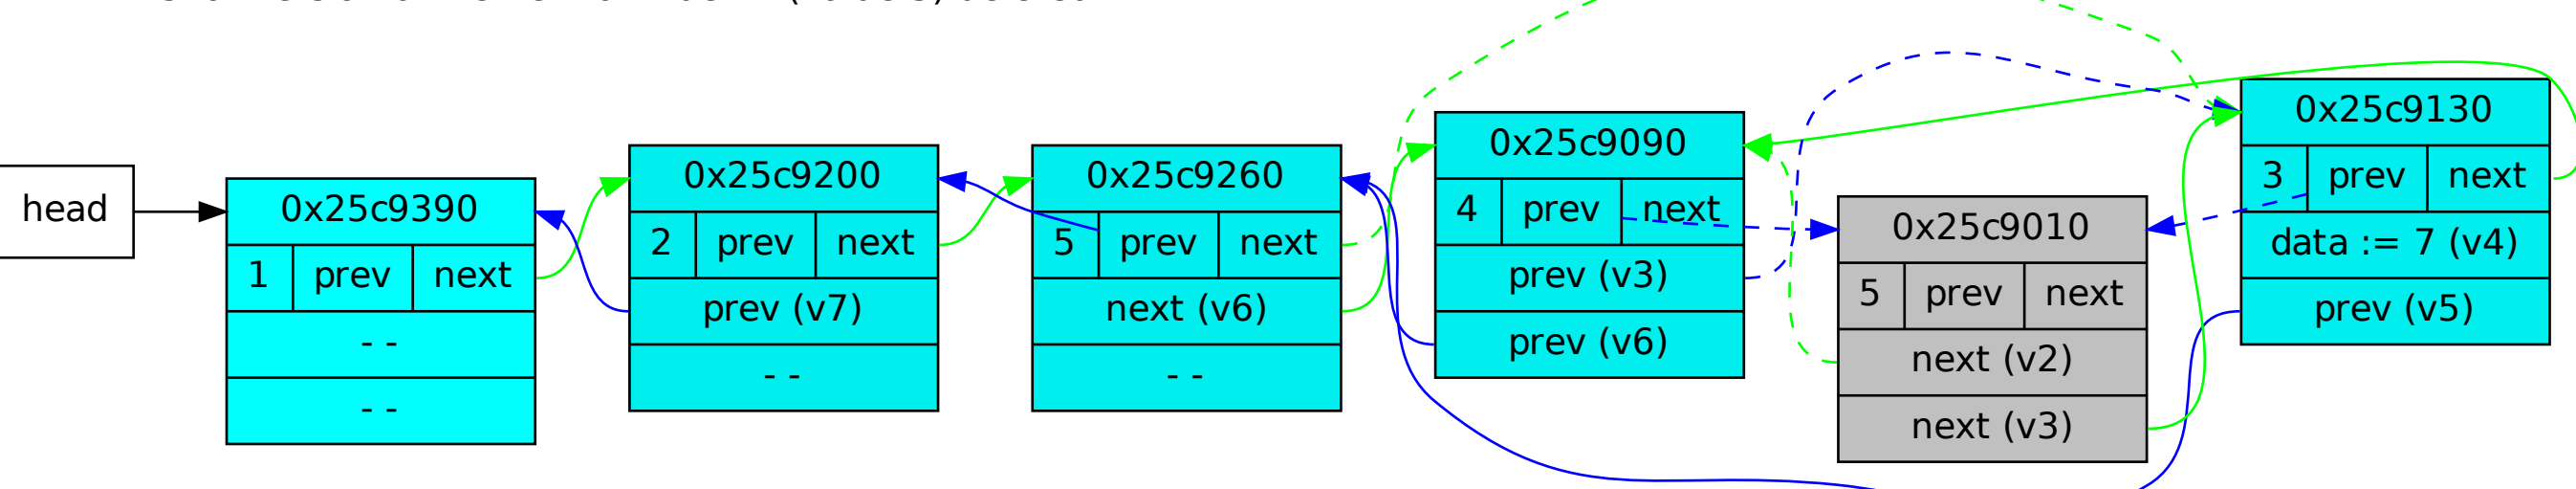 head
0x25c9390
1 prev next
- -
- -
0x25c9200
2 prev next
prev (v7)
- -
0x25c9260
5 prev next
next (v6)
- -
0x25c9090
4 prev next
prev (v3)
prev (v6)
0x25c9010
5 prev next
next (v2)
next (v3)
0x25c9130
3 prev next
data := 7 (v4)
prev (v5)